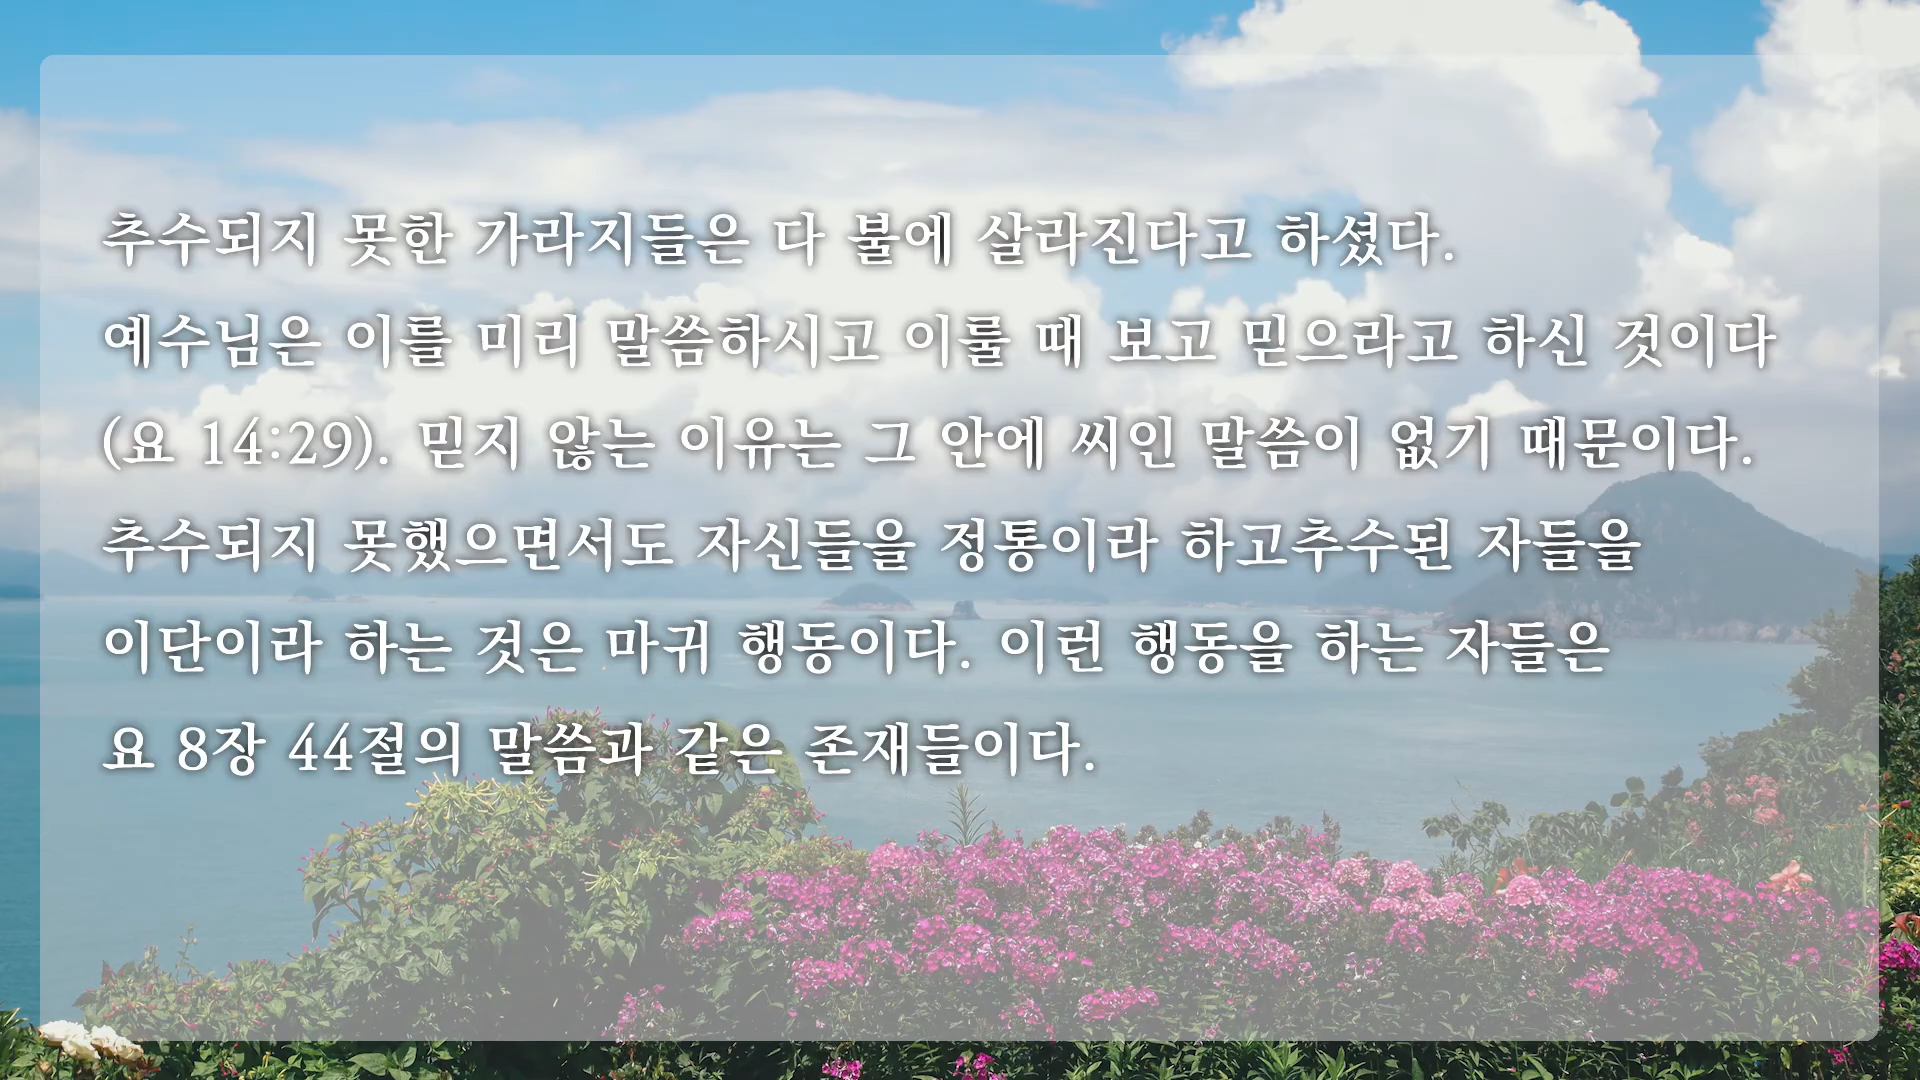 추수되지 못한 가라지들은 다 불에 살라진다고 하셨다.
예수님은 이를 미리 말씀하시고 이룰 때 보고 믿으라고 하신 것이다
(요 14:29). 믿지 않는 이유는 그 안에 씨인 말씀이 없기 때문이다.
추수되지 못했으면서도 자신들을 정통이라 하고추수된 자들을
이단이라 하는 것은 마귀 행동이다. 이런 행동을 하는 자들은
요 8장 44절의 말씀과 같은 존재들이다.